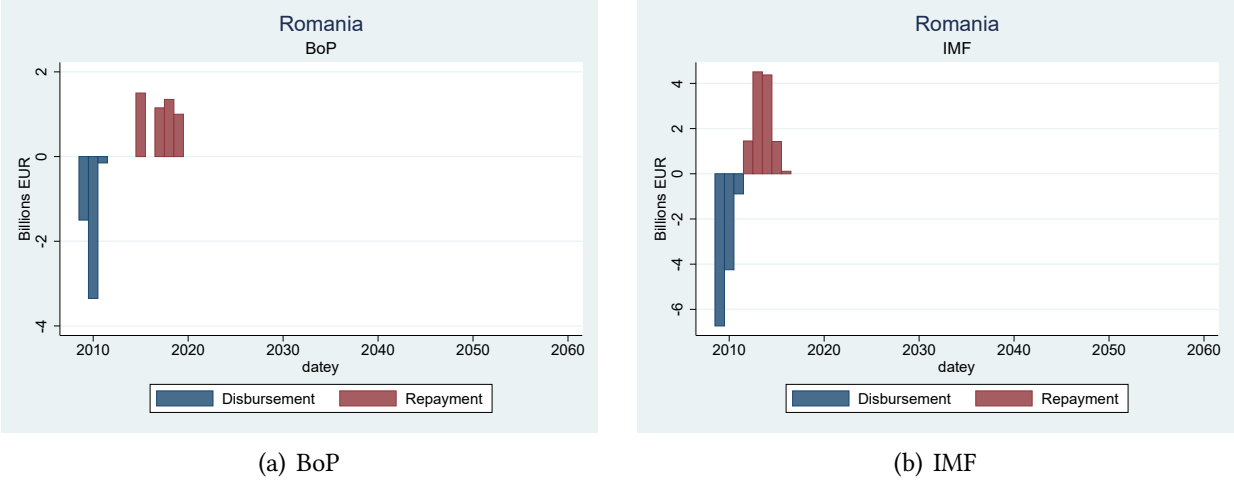 Romania
BoP
Billions EUR
2
0
-2
-4
2010 2020 2030 2040 2050 2060
datey
Disbursement Repayment
(a) BoP
Romania
IMF
Billions EUR
4
2
0
-2
-4
-6
2010 2020 2030 2040 2050 2060
datey
Disbursement Repayment
(b) IMF